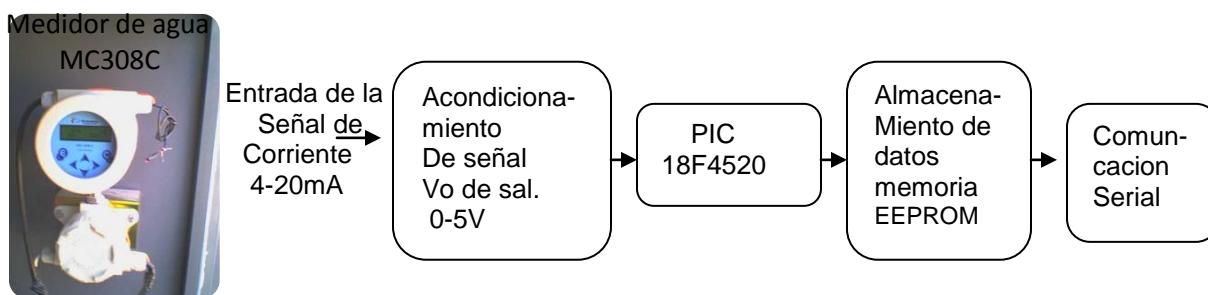 Medidor de agua
MC308C
Entrada de la
Señal de
Corriente
4-20mA
Acondiciona-
miento
De señal
Vo de sal.
0-5V
PIC
18F4520
Almacena-
Miento de
datos
memoria
EEPROM
Comun-
cacion
Serial